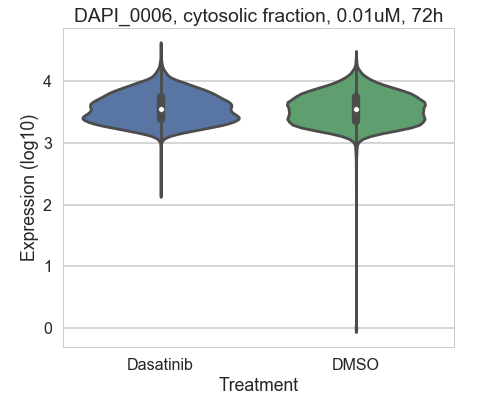 DAPI_0006, cytosolic fraction, 0.01uM, 72h
Expression (log10)
4
3
2
1
0
Dasatinib DMSO
Treatment